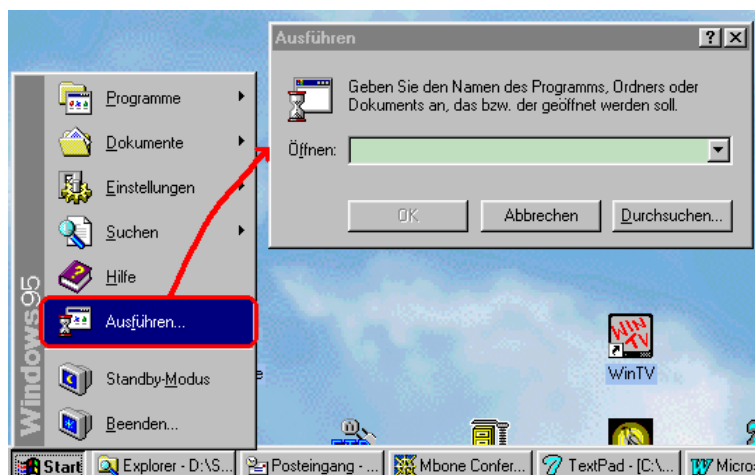 Ausführen
Geben Sie den Namen des Programms, Ordners oder
Dokuments an, das bzw. der geöffnet werden soll.
Öffnen:
OK
Abbrechen
Durchsuchen...
Programme
Dokumente
Einstellungen
Suchen
Hilfe
Ausführen...
Standby-Modus
Beenden...
Windows95
WIN
TV
WinTV
Start
Explorer - D:\S...
Posteingang - ...
Mbone Confer...
TextPad - [C:\...
Micro